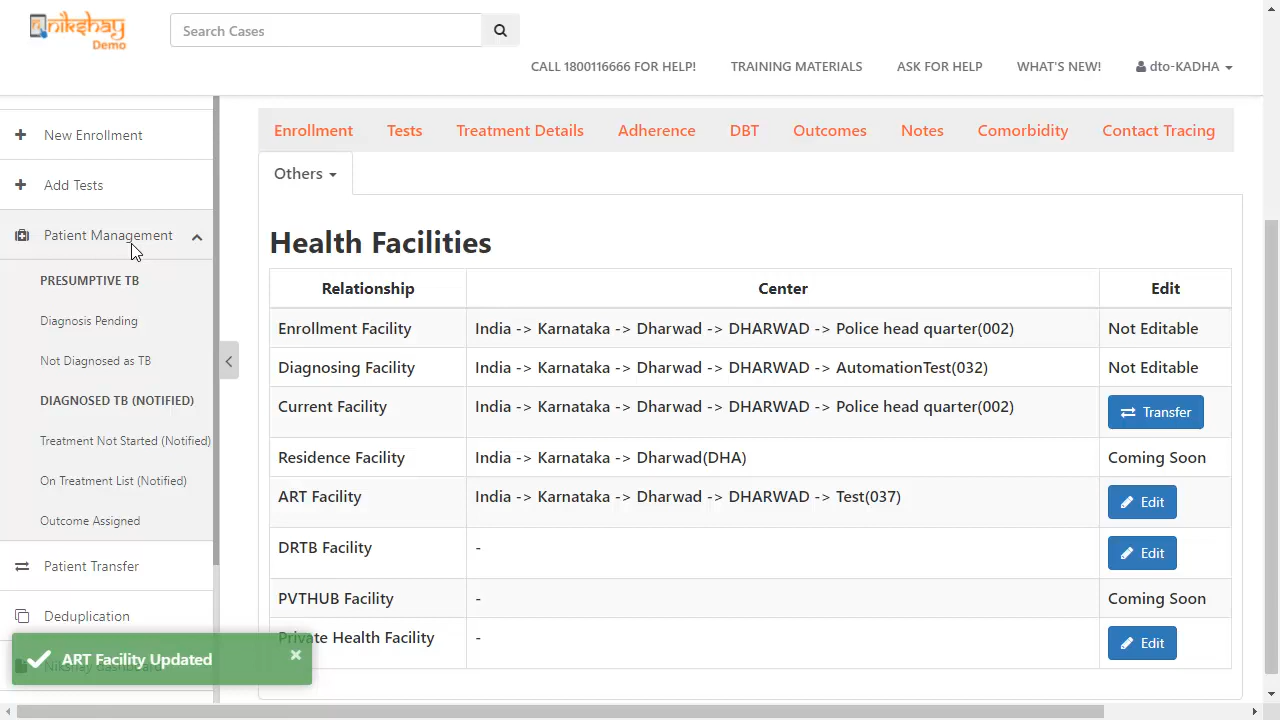 nikshay
Demo
Search Cases
CALL 1800116666 FOR HELP!
TRAINING MATERIALS
ASK FOR HELP
WHAT'S NEW!
dto-KADHA
New Enrollment
Add Tests
Patient Management
PRESUMPTIVE TB
Diagnosis Pending
Not Diagnosed as TB
DIAGNOSED TB (NOTIFIED)
Treatment Not Started (Notified)
On Treatment List (Notified)
Outcome Assigned
Patient Transfer
Deduplication
ART Facility Updated
Enrollment Tests Treatment Details Adherence DBT Outcomes Notes Comorbidity Contact Tracing
Others
Health Facilities
Relationship Center Edit
Enrollment Facility India -> Karnataka -> Dharwad -> DHARWAD -> Police head quarter(002) Not Editable
Diagnosing Facility India -> Karnataka -> Dharwad -> DHARWAD -> AutomationTest(032) Not Editable
Current Facility India -> Karnataka -> Dharwad -> DHARWAD -> Police head quarter(002) Transfer
Residence Facility India -> Karnataka -> Dharwad(DHA) Coming Soon
ART Facility India -> Karnataka -> Dharwad -> DHARWAD -> Test(037) Edit
DRTB Facility - Edit
PVTHUB Facility - Coming Soon
Private Health Facility - Edit